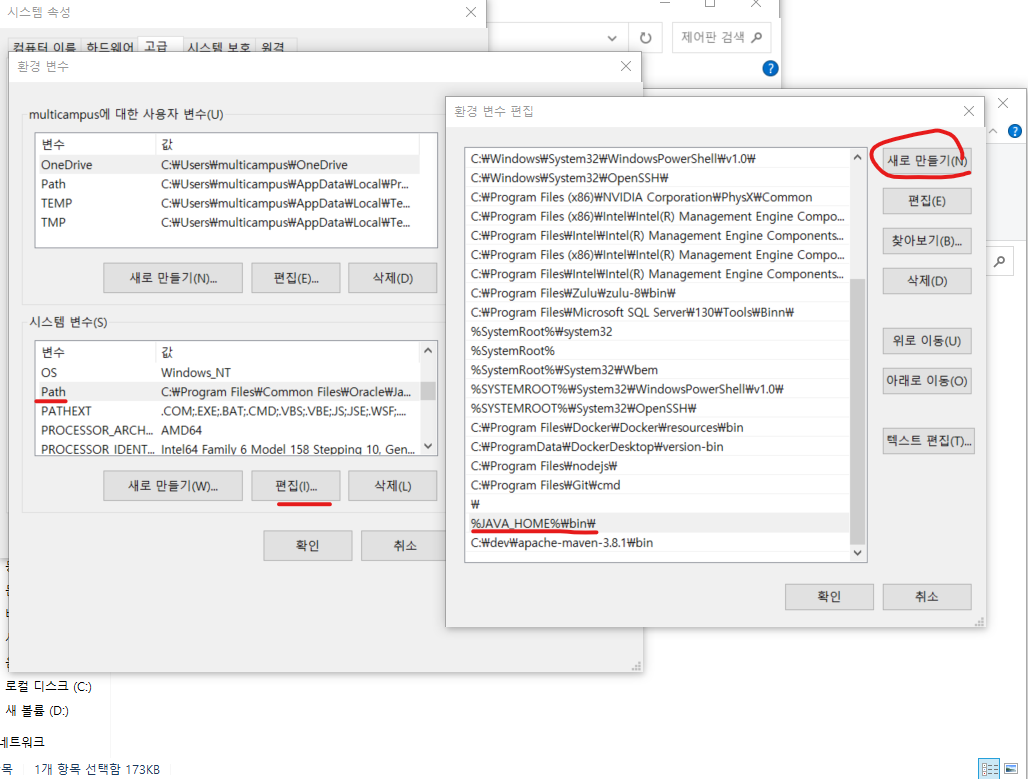 시스템 속성
컴퓨터 이름 하드웨어 고급 시스템 보호 원격
제어판 검색
환경 변수
multicampus에 대한 사용자 변수(U)
변수 값
OneDrive C:₩Users₩multicampus₩OneDrive
Path C:₩Users₩multicampus₩AppData₩Local₩Pr...
TEMP C:₩Users₩multicampus₩AppData₩Local₩Te...
TMP C:₩Users₩multicampus₩AppData₩Local₩Te...
새로 만들기(N)... 편집(E)... 삭제(D)
시스템 변수(S)
변수 값
OS Windows_NT
Path C:₩Program Files₩Common Files₩Oracle₩Ja...
PATHEXT .COM;.EXE;.BAT;.CMD;.VBS;.VBE;.JS;.JSE;.WSF;...
PROCESSOR_ARCH... AMD64
PROCESSOR_IDENT... Intel64 Family 6 Model 158 Stepping 10, Gen...
새로 만들기(W)... 편집(I)... 삭제(L)
확인 취소
환경 변수 편집
C:₩Windows₩System32₩WindowsPowerShell₩v1.0₩
C:₩Windows₩System32₩OpenSSH₩
C:₩Program Files (x86)₩NVIDIA Corporation₩PhysX₩Common
C:₩Program Files (x86)₩Intel₩Intel(R) Management Engine Compo...
C:₩Program Files₩Intel₩Intel(R) Management Engine Components...
C:₩Program Files (x86)₩Intel₩Intel(R) Management Engine Compo...
C:₩Program Files₩Intel₩Intel(R) Management Engine Components...
C:₩Program Files₩Zulu₩zulu-8₩bin₩
C:₩Program Files₩Microsoft SQL Server₩130₩Tools₩Binn₩
%SystemRoot%₩system32
%SystemRoot%
%SystemRoot%₩System32₩Wbem
%SYSTEMROOT%₩System32₩WindowsPowerShell₩v1.0₩
%SYSTEMROOT%₩System32₩OpenSSH₩
C:₩Program Files₩Docker₩Docker₩resources₩bin
C:₩ProgramData₩DockerDesktop₩version-bin
C:₩Program Files₩nodejs₩
C:₩Program Files₩Git₩cmd
₩
%JAVA_HOME%₩bin₩
C:₩dev₩apache-maven-3.8.1₩bin
새로 만들기(N)
편집(E)
찾아보기(B)...
삭제(D)
위로 이동(U)
아래로 이동(O)
텍스트 편집(T)...
확인 취소
로컬 디스크 (C:)
새 볼륨 (D:)
네트워크
목 1개 항목 선택함 173KB